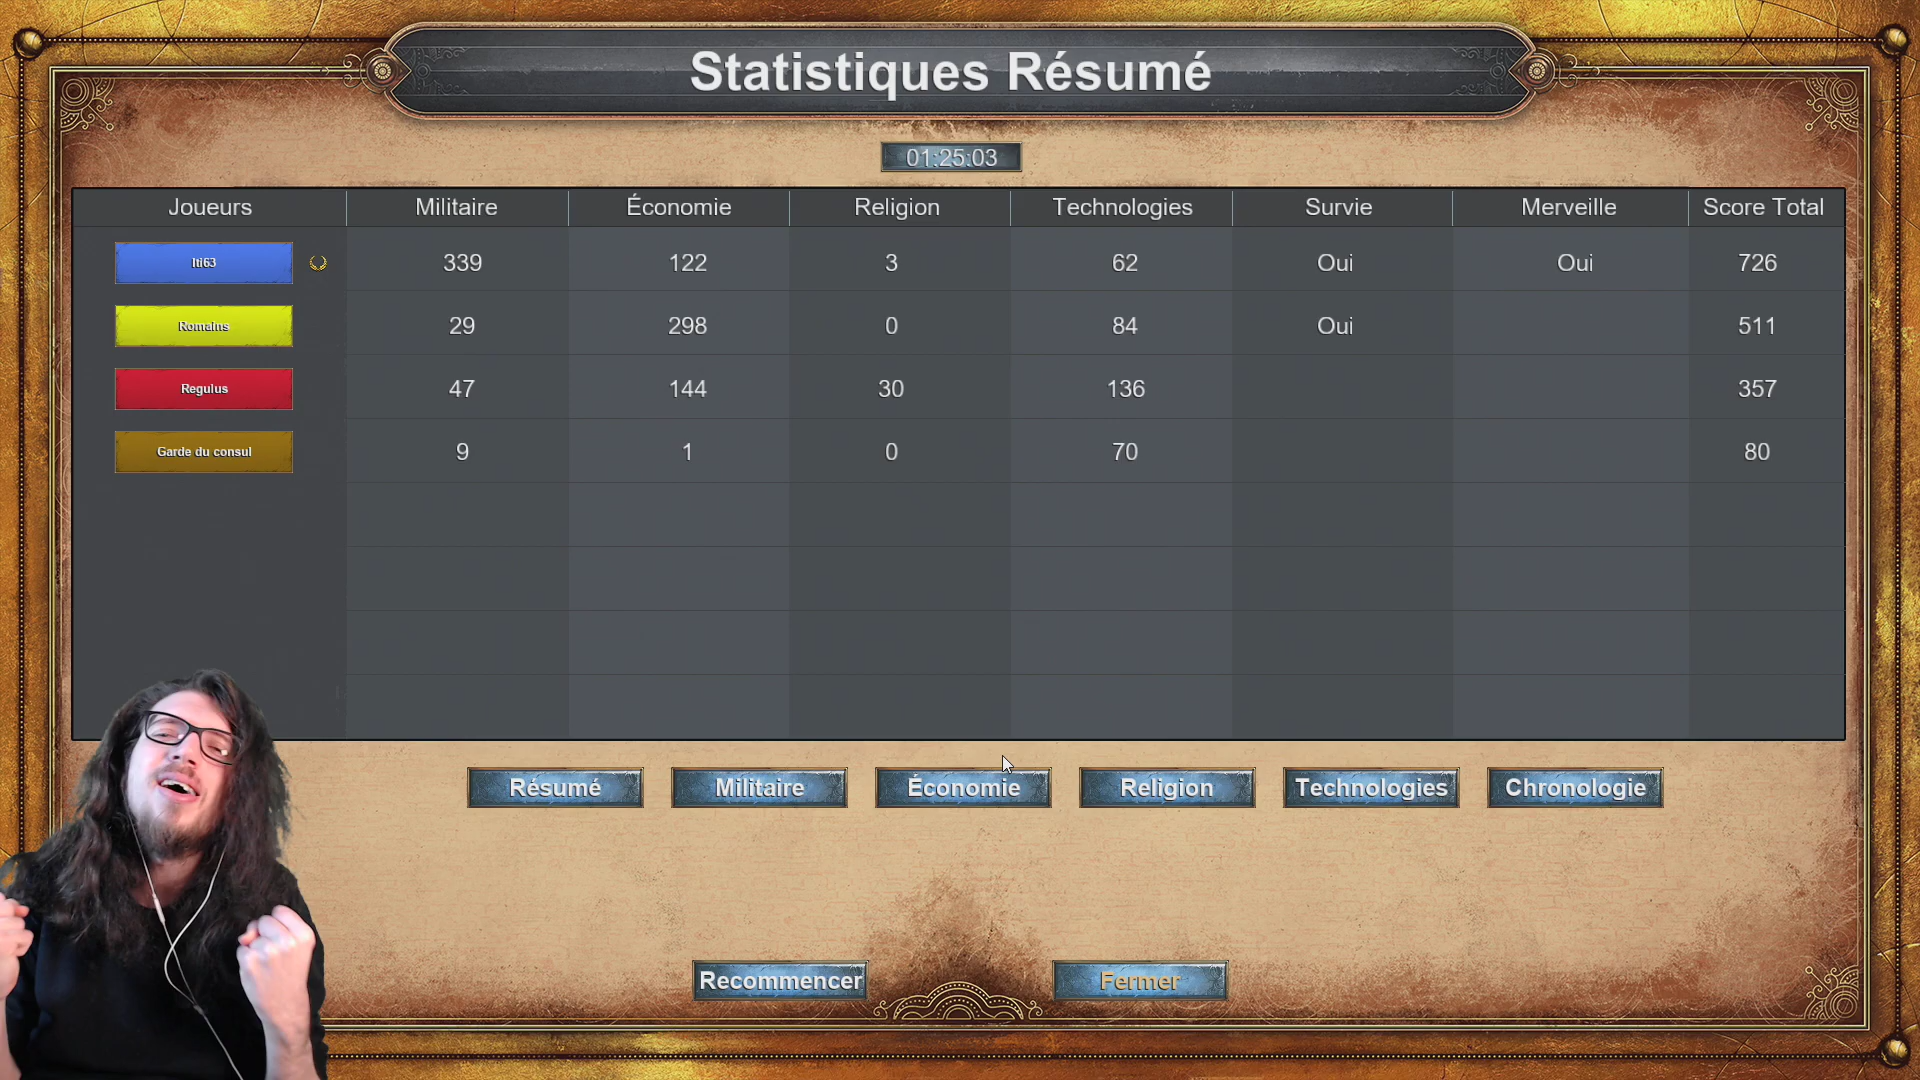 Statistiques Résumé
01:25:03
Joueurs Militaire Économie Religion Technologies Survie Merveille Score Total
Iti63 339 122 3 62 Oui Oui 726
Romains 29 298 0 84 Oui 511
Regulus 47 144 30 136 357
Garde du consul 9 1 0 70 80
Résumé Militaire Économie Religion Technologies Chronologie
Recommencer Fermer